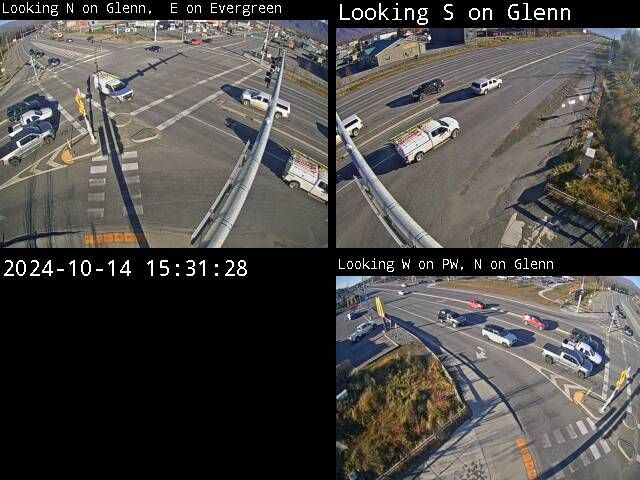 Looking N on Glenn,  E on Evergreen
Looking S on Glenn
2024-10-14 15:31:28
Looking W on PW, N on Glenn